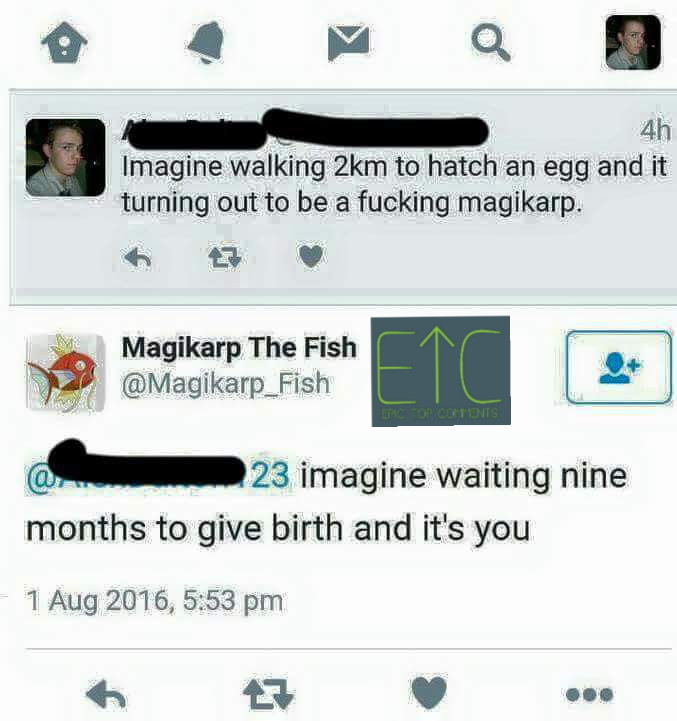 4h
Imagine walking 2km to hatch an egg and it
turning out to be a fucking magikarp.
Magikarp The Fish
@Magikarp_Fish
E↑C
EPIC TOP COMMENTS
@ 123 imagine waiting nine
months to give birth and it's you
1 Aug 2016, 5:53 pm